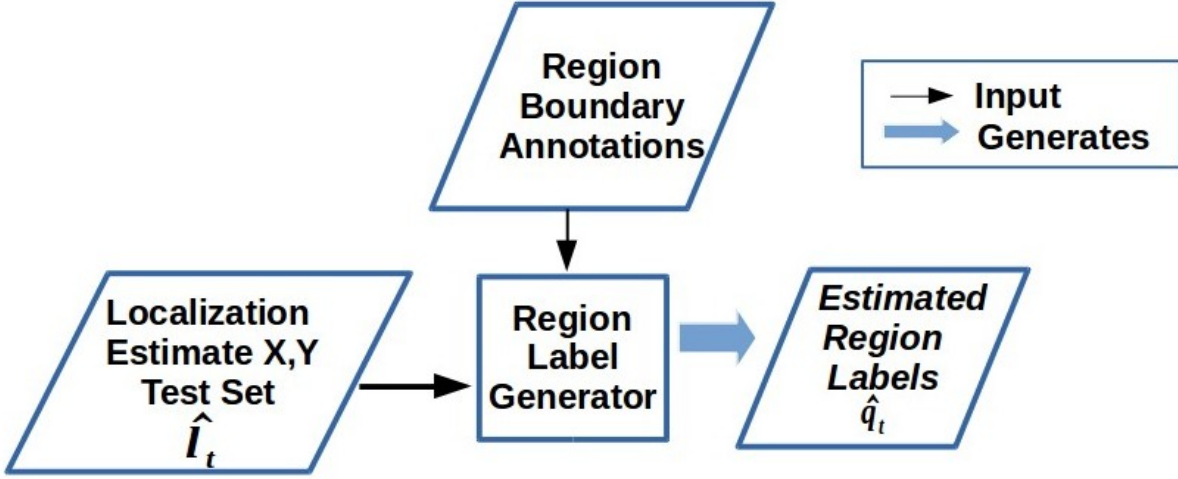 Region
Boundary
Annotations
Input
Generates
Localization
Estimate X,Y
Test Set
l̂ₜ
Region
Label
Generator
Estimated
Region
Labels
q̂ₜ